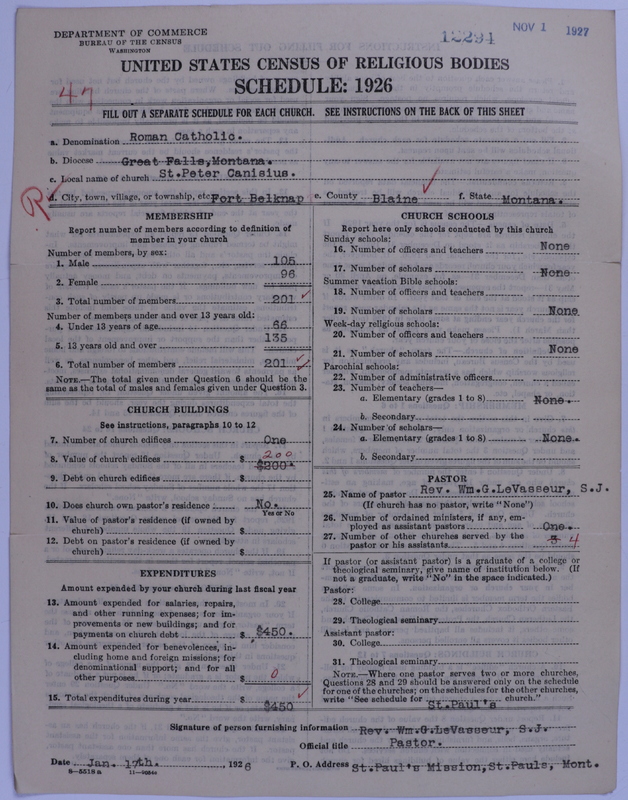 DEPARTMENT OF COMMERCE
BUREAU OF THE CENSUS
WASHINGTON
12294
NOV 1 1927
UNITED STATES CENSUS OF RELIGIOUS BODIES
SCHEDULE: 1926
47
FILL OUT A SEPARATE SCHEDULE FOR EACH CHURCH. SEE INSTRUCTIONS ON THE BACK OF THIS SHEET
a. Denomination Roman Catholic.
b. Diocese Great Falls,Montana.
c. Local name of church St.Peter Canisius.
R
d. City, town, village, or township, etc Fort Belknap e. County Blaine f. State Montana.
MEMBERSHIP
Report number of members according to definition of
member in your church
Number of members, by sex:
1. Male 105
2. Female 96
3. Total number of members 201
Number of members under and over 13 years old:
4. Under 13 years of age 66
5. 13 years old and over 135
6. Total number of members 201
NOTE.—The total given under Question 6 should be the
same as the total of males and females given under Question 3.
CHURCH BUILDINGS
See instructions, paragraphs 10 to 12
7. Number of church edifices One
8. Value of church edifices $ 200
$200.
9. Debt on church edifices $
10. Does church own pastor's residence No.
Yes or No
11. Value of pastor's residence (if owned by
church) $
12. Debt on pastor's residence (if owned by
church) $
EXPENDITURES
Amount expended by your church during last fiscal year
13. Amount expended for salaries, repairs,
and other running expenses; for im-
provements or new buildings; and for
payments on church debt $ $450.
14. Amount expended for benevolences, in-
cluding home and foreign missions; for
denominational support; and for all
other purposes $ 0
15. Total expenditures during year $ $450
CHURCH SCHOOLS
Report here only schools conducted by this church
Sunday schools:
16. Number of officers and teachers None
17. Number of scholars None
Summer vacation Bible schools:
18. Number of officers and teachers
19. Number of scholars None
Week-day religious schools:
20. Number of officers and teachers
21. Number of scholars None
Parochial schools:
22. Number of administrative officers
23. Number of teachers—
a. Elementary (grades 1 to 8) None.
b. Secondary
24. Number of scholars—
a. Elementary (grades 1 to 8) None.
b. Secondary
PASTOR
25. Name of pastor Rev. Wm.G.LeVasseur, S.J.
(If church has no pastor, write "None")
26. Number of ordained ministers, if any, em-
ployed as assistant pastors One.
27. Number of other churches served by the
pastor or his assistants 4
If pastor (or assistant pastor) is a graduate of a college or
theological seminary, give name of institution below. (If
not a graduate, write "No" in the space indicated.)
Pastor:
28. College
29. Theological seminary
Assistant pastor:
30. College
31. Theological seminary
NOTE.—Where one pastor serves two or more churches,
Questions 28 and 29 should be answered only on the schedule
for one of the churches; on the schedules for the other churches,
write "See schedule for St.Paul's church."
Signature of person furnishing information Rev. Wm.G.LeVasseur, S.J.
Official title Pastor.
Date Jan. 17th. , 1926 P. O. Address St.Paul's Mission,St.Pauls, Mont.
8—5518a 11—20544